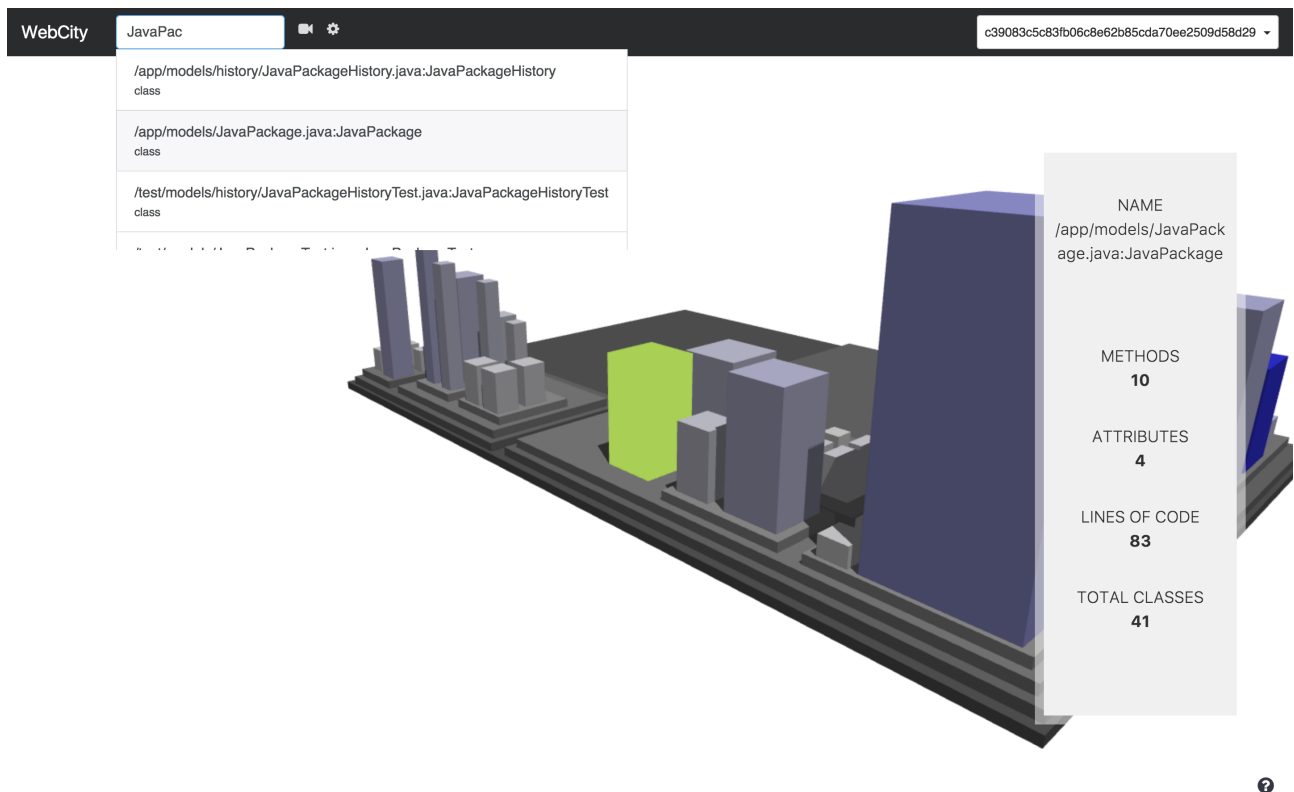 WebCity
JavaPac
c39083c5c83fb06c8e62b85cda70ee2509d58d29
/app/models/history/JavaPackageHistory.java:JavaPackageHistory
class
/app/models/JavaPackage.java:JavaPackage
class
/test/models/history/JavaPackageHistoryTest.java:JavaPackageHistoryTest
class
NAME
/app/models/JavaPack
age.java:JavaPackage
METHODS
10
ATTRIBUTES
4
LINES OF CODE
83
TOTAL CLASSES
41
?